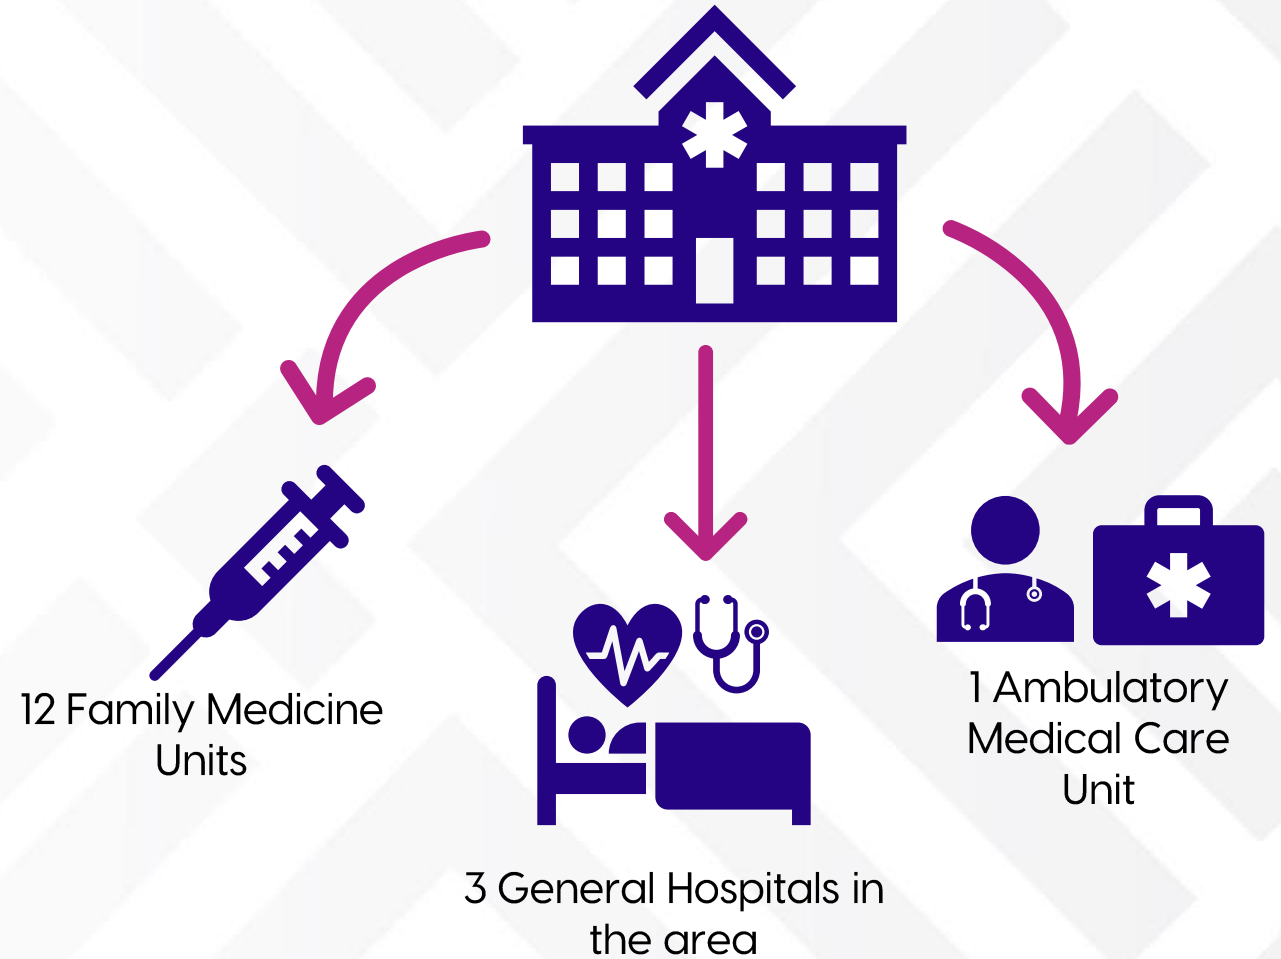 12 Family Medicine
Units
3 General Hospitals in
the area
1 Ambulatory
Medical Care
Unit